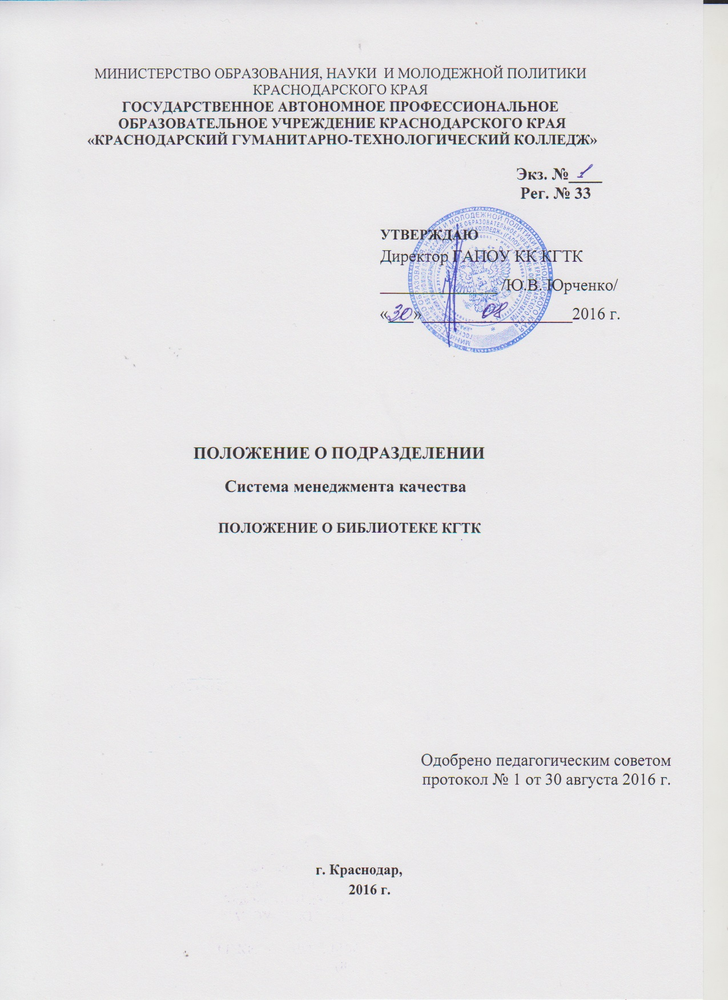 МИНИСТЕРСТВО ОБРАЗОВАНИЯ, НАУКИ И МОЛОДЕЖНОЙ ПОЛИТИКИ
КРАСНОДАРСКОГО КРАЯ
ГОСУДАРСТВЕННОЕ АВТОНОМНОЕ ПРОФЕССИОНАЛЬНОЕ
ОБРАЗОВАТЕЛЬНОЕ УЧРЕЖДЕНИЕ КРАСНОДАРСКОГО КРАЯ
«КРАСНОДАРСКИЙ ГУМАНИТАРНО-ТЕХНОЛОГИЧЕСКИЙ КОЛЛЕДЖ»
Экз. № 1
Рег. № 33
УТВЕРЖДАЮ
Директор ГАПОУ КК КГТК
/Ю.В. Юрченко/
«30» 08 2016 г.
ПОЛОЖЕНИЕ О ПОДРАЗДЕЛЕНИИ
Система менеджмента качества
ПОЛОЖЕНИЕ О БИБЛИОТЕКЕ КГТК
Одобрено педагогическим советом
протокол № 1 от 30 августа 2016 г.
г. Краснодар,
2016 г.